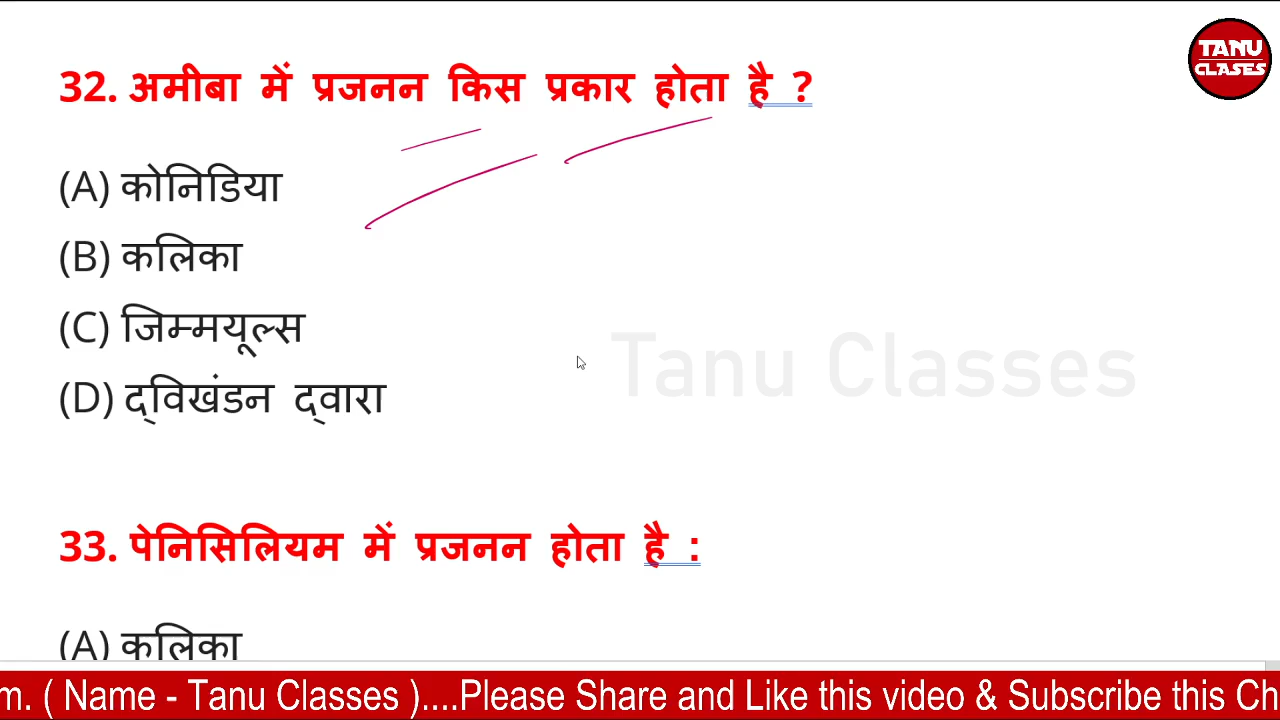 TANU
CLASES
32. अमीबा में प्रजनन किस प्रकार होता है ?
(A) कोनिडिया
(B) कलिका
(C) जिम्मयूल्स
(D) द्विखंडन द्वारा
Tanu Classes
33. पेनिसिलियम में प्रजनन होता है :
(A) कलिका
m. ( Name - Tanu Classes )....Please Share and Like this video & Subscribe this Ch